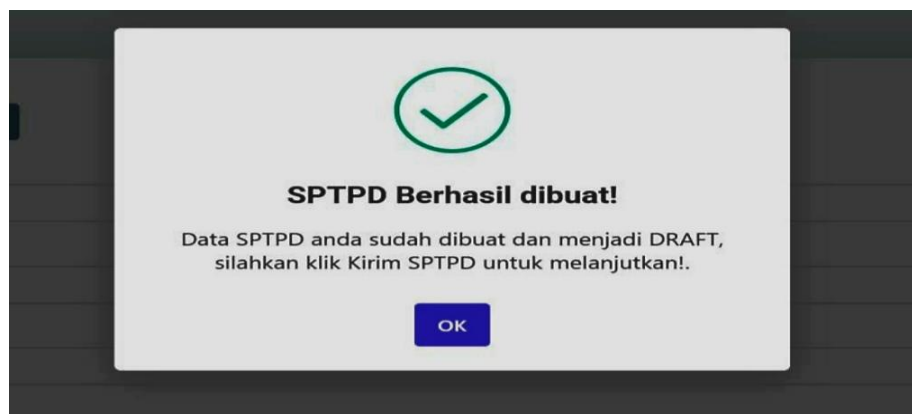 SPTPD Berhasil dibuat!
Data SPTPD anda sudah dibuat dan menjadi DRAFT,
silahkan klik Kirim SPTPD untuk melanjutkan!.
OK